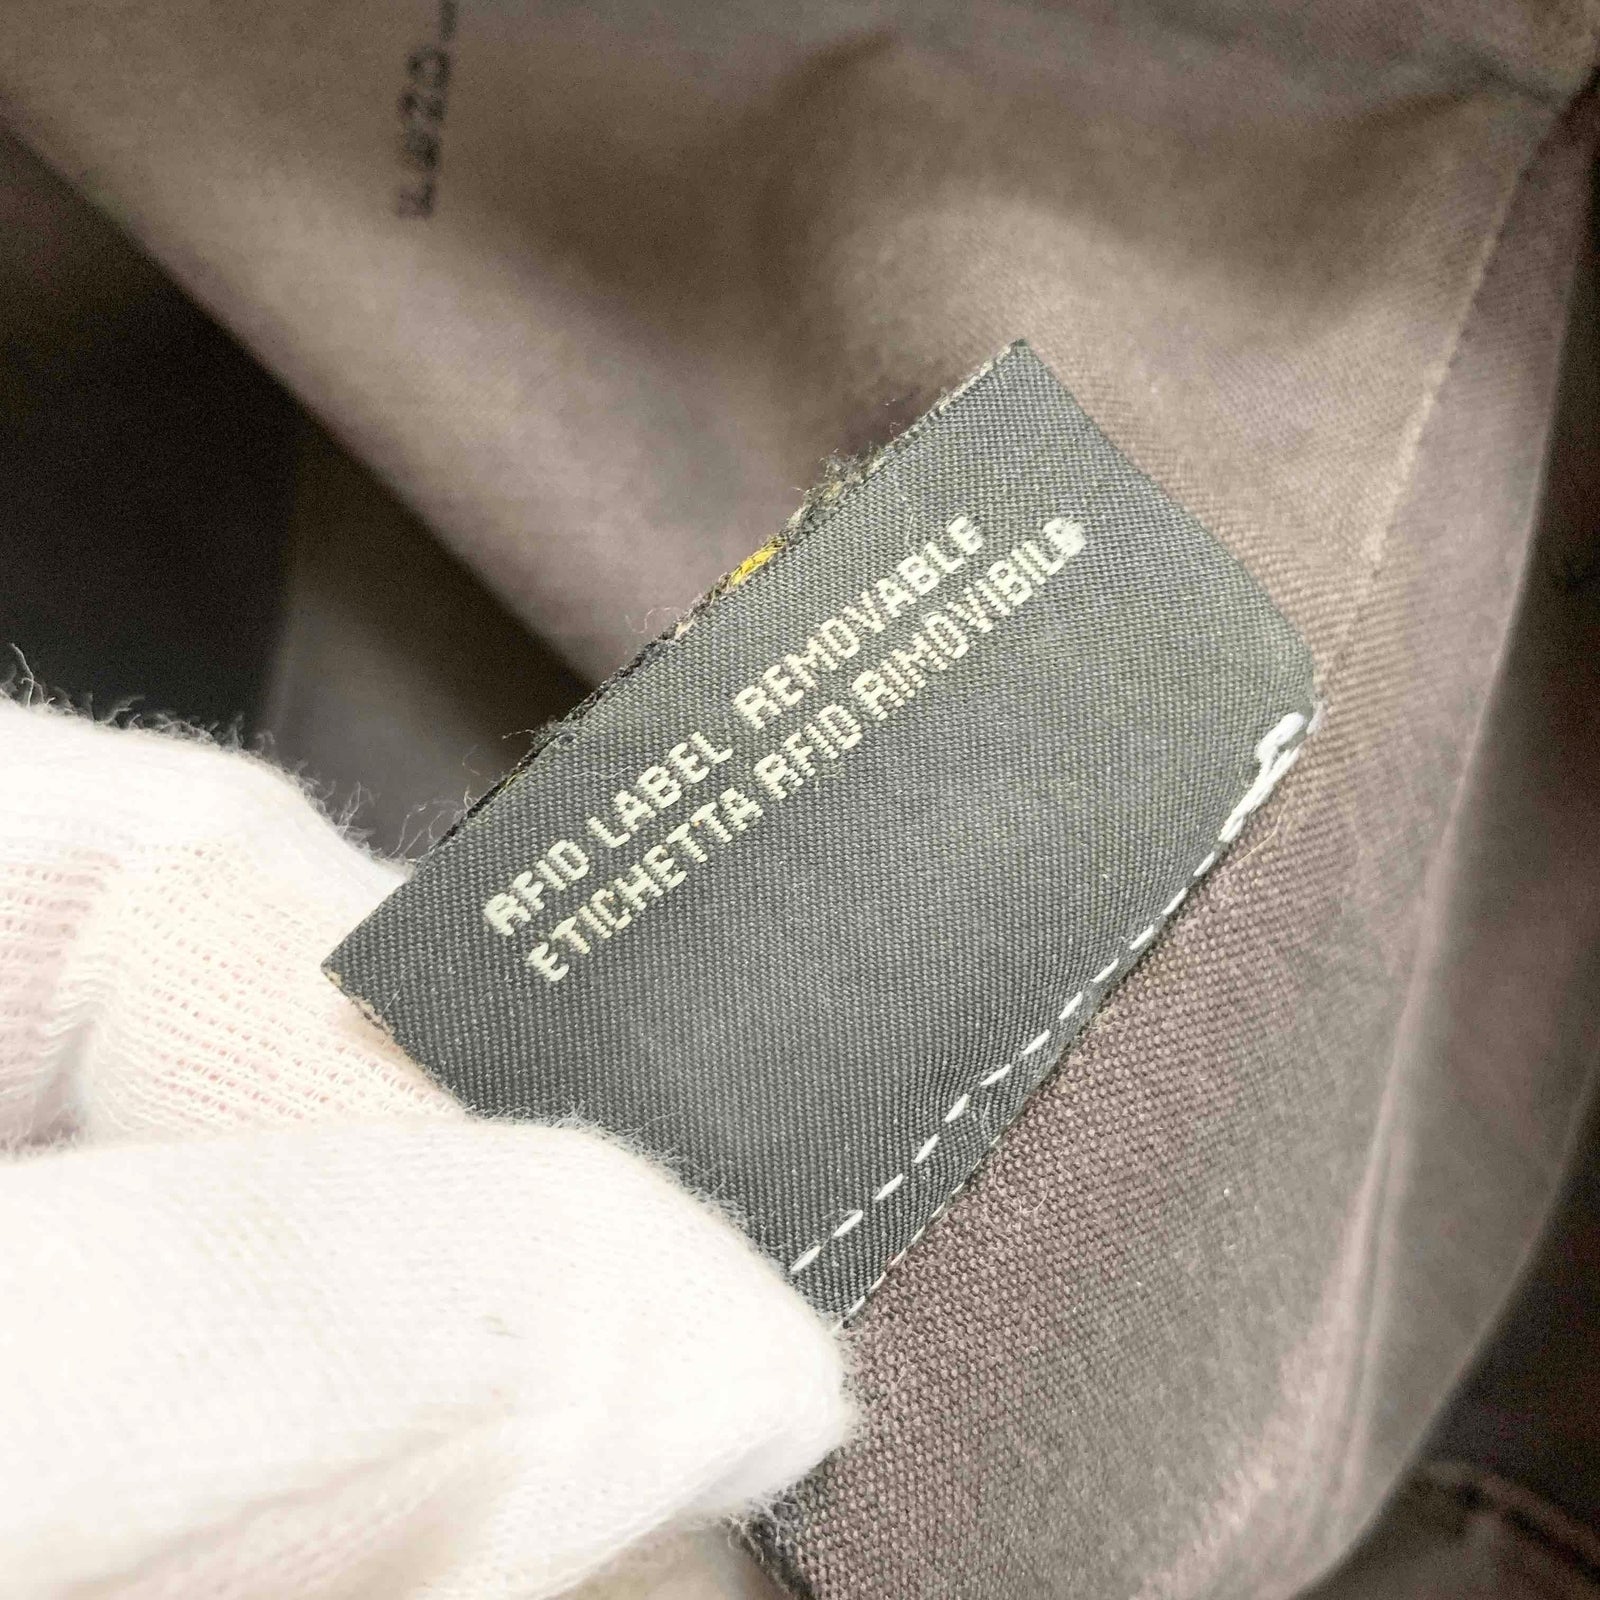 RFID LABEL REMOVABLE
ETICHETTA RFID RIMOVIBILE